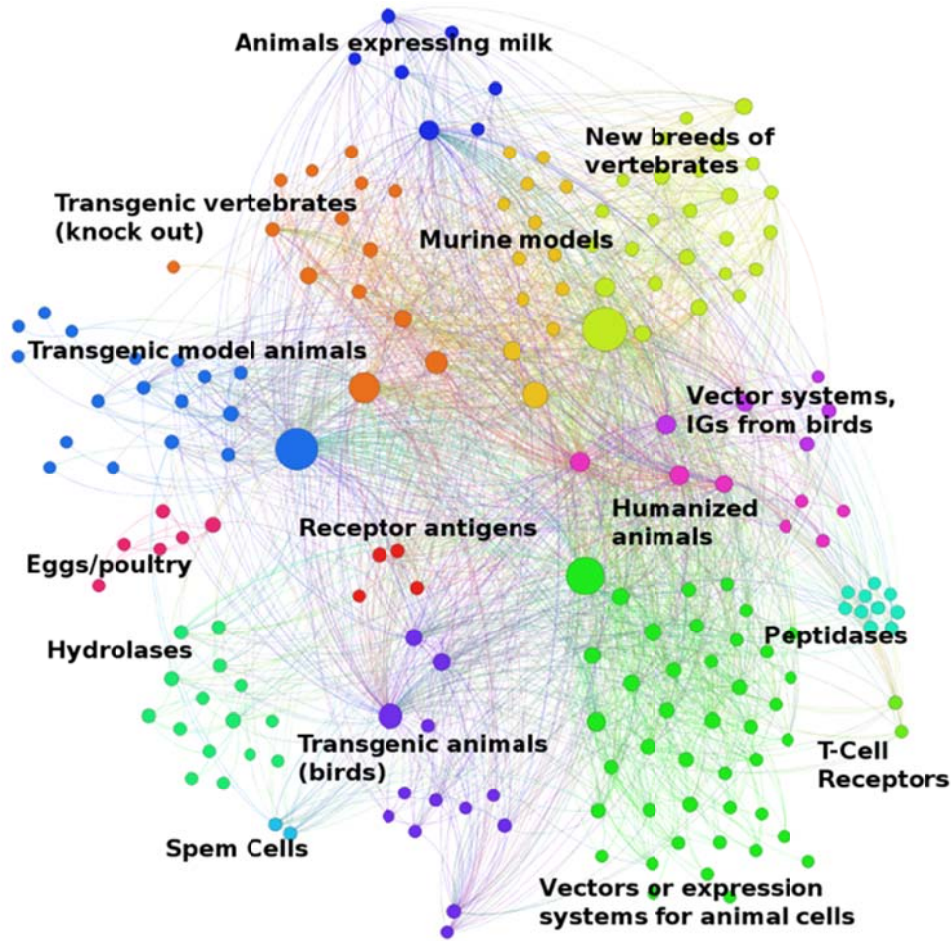 Animals expressing milk
New breeds of
vertebrates
Transgenic vertebrates
(knock out)
Murine models
Transgenic model animals
Vector systems,
IGs from birds
Receptor antigens
Humanized
animals
Eggs/poultry
Hydrolases
Peptidases
Transgenic animals
(birds)
T-Cell
Receptors
Spem Cells
Vectors or expression
systems for animal cells